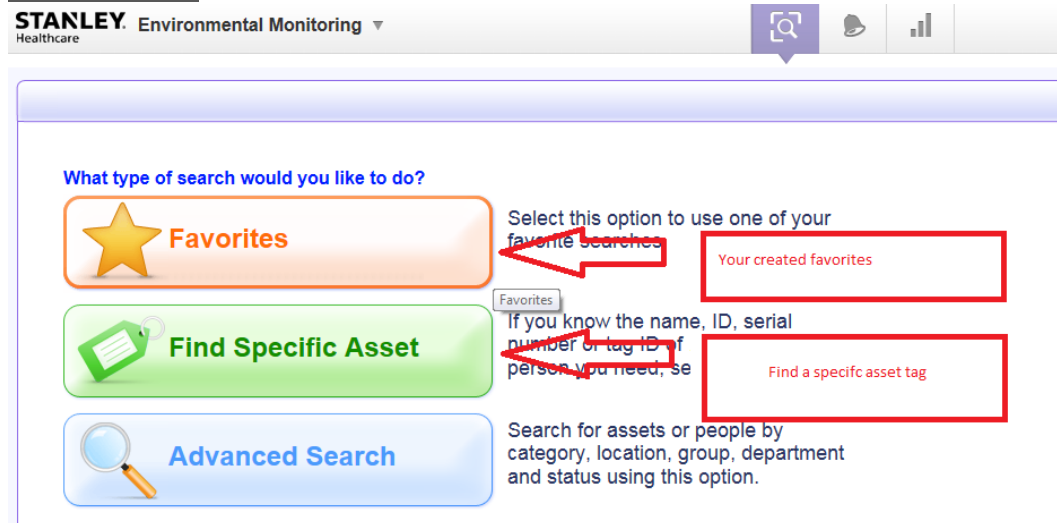 STANLEY. Environmental Monitoring
Healthcare
What type of search would you like to do?
Favorites
Select this option to use one of your
favorite searches
Your created favorites
Favorites
Find Specific Asset
If you know the name, ID, serial
number or tag ID of
person you need, se
Find a specifc asset tag
Advanced Search
Search for assets or people by
category, location, group, department
and status using this option.